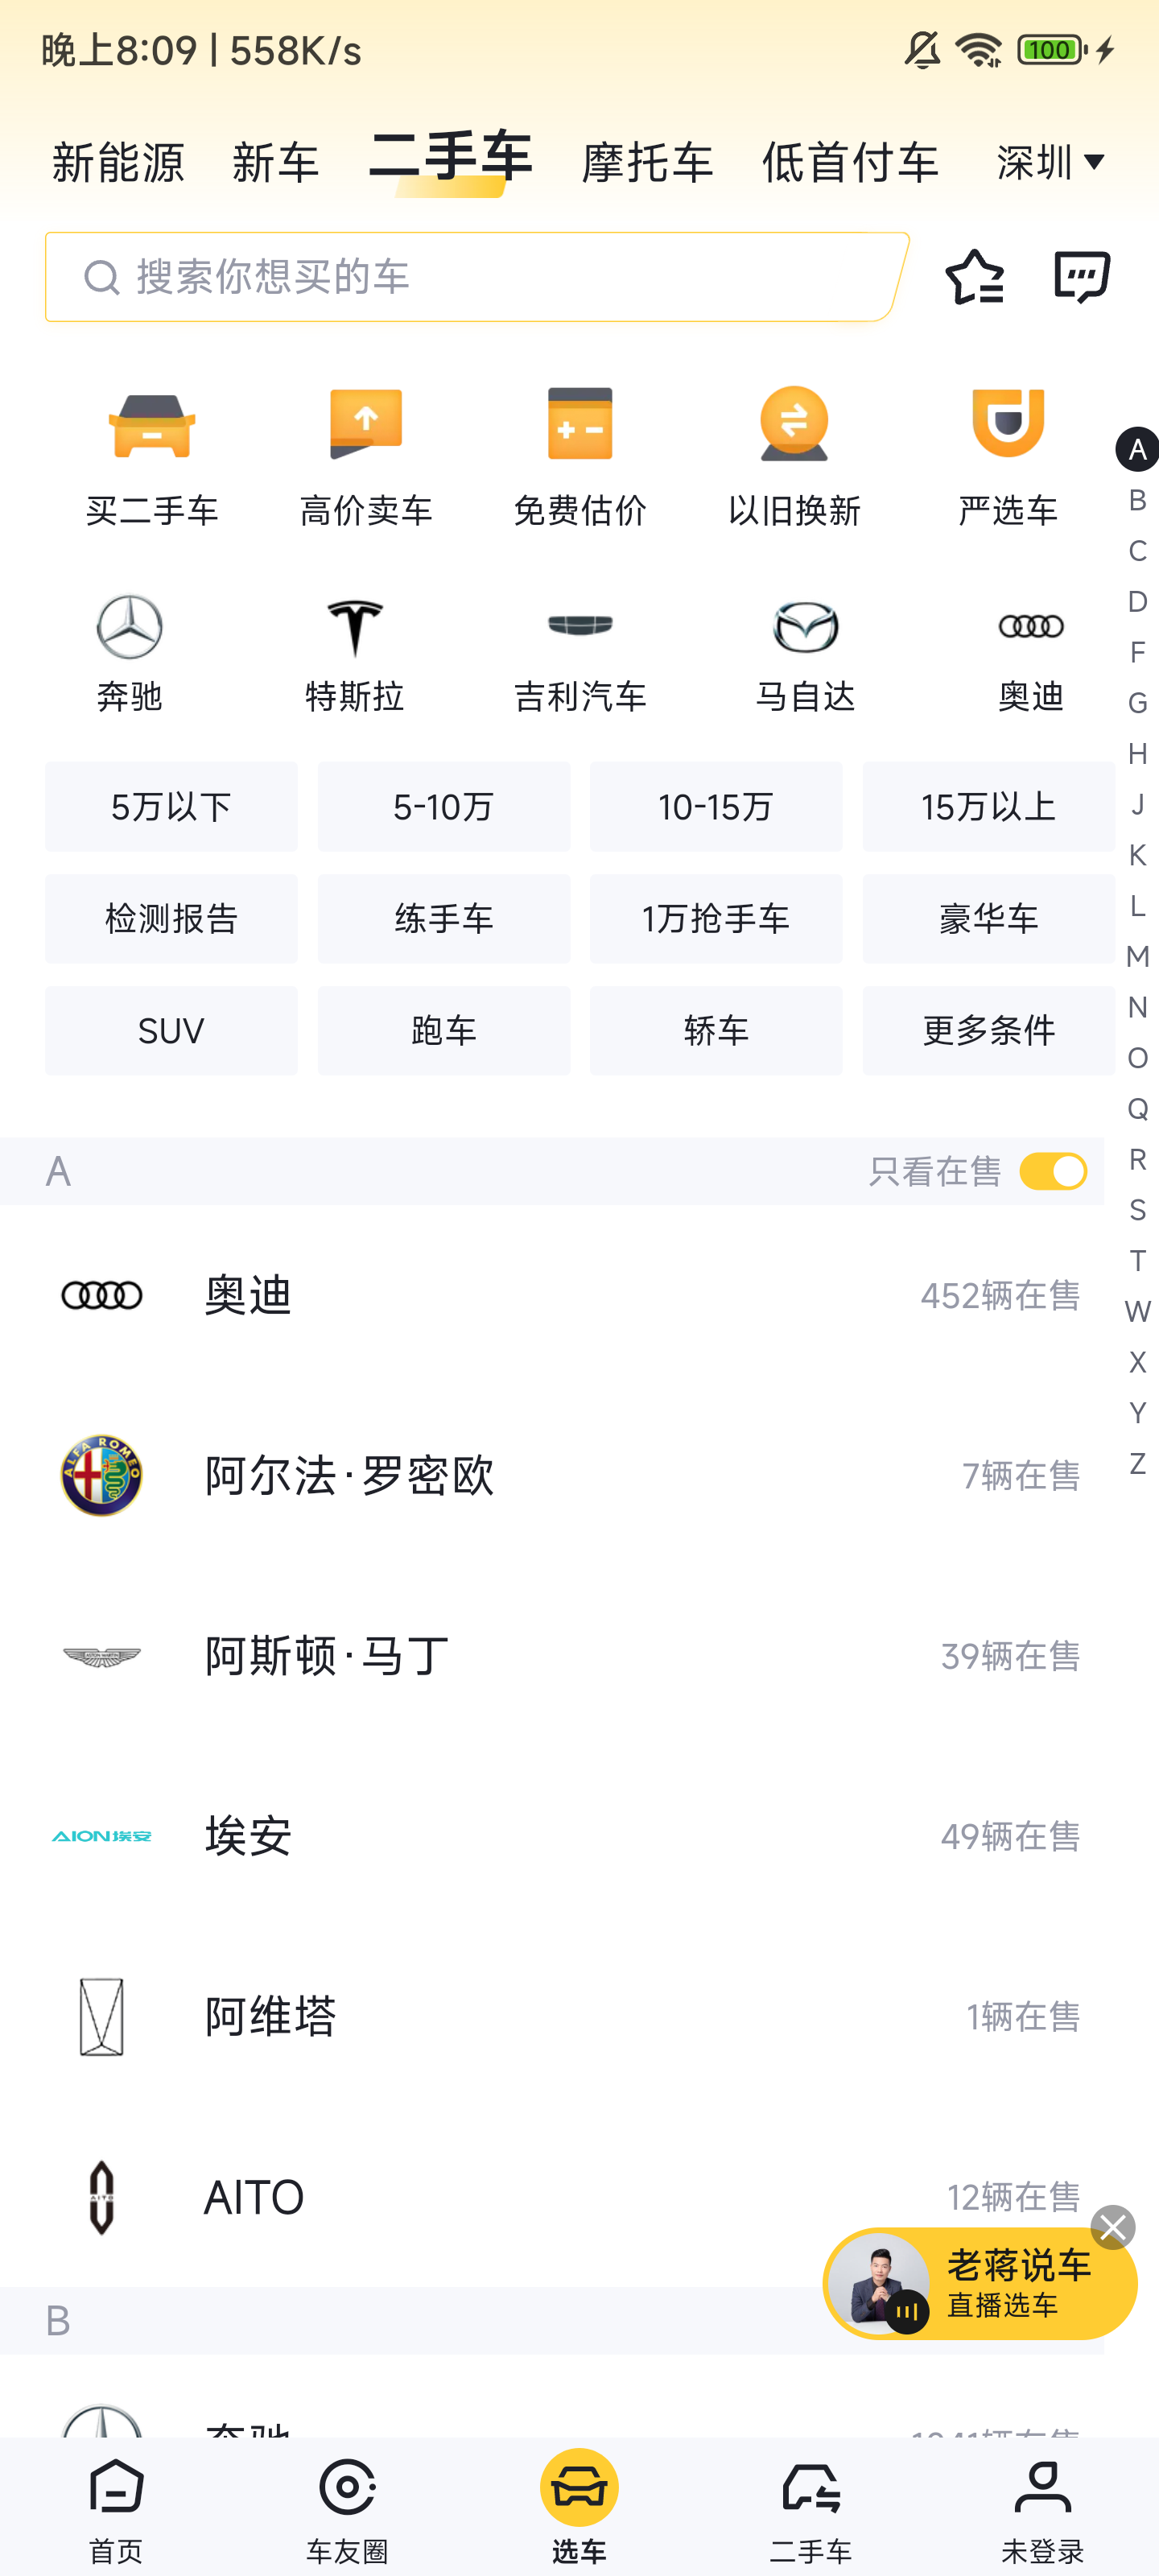 晚上8:09 | 558K/s
100
新能源 新车 二手车 摩托车 低首付车 深圳
搜索你想买的车
买二手车 高价卖车 免费估价 以旧换新 严选车
奔驰 特斯拉 吉利汽车 马自达 奥迪
5万以下 5-10万 10-15万 15万以上
检测报告 练手车 1万抢手车 豪华车
SUV 跑车 轿车 更多条件
A
B
C
D
F
G
H
J
K
L
M
N
O
Q
R
S
T
W
X
Y
Z
A 只看在售
奥迪 452辆在售
ALFA ROMEO
阿尔法·罗密欧 7辆在售
ASTON MARTIN
阿斯顿·马丁 39辆在售
AION埃安 埃安 49辆在售
阿维塔 1辆在售
AITO
AITO 12辆在售
老蒋说车
直播选车
B
奔驰
首页 车友圈 选车 二手车 未登录